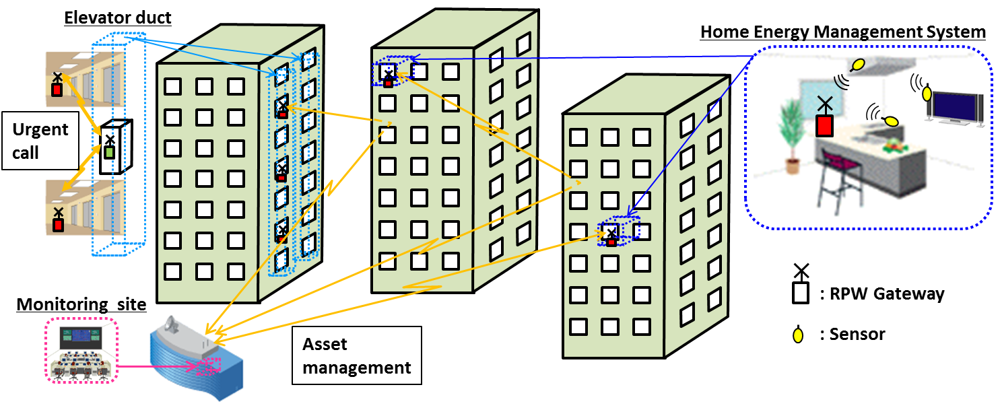 Elevator duct
Home Energy Management System
Urgent
call
: RPW Gateway
Monitoring site
: Sensor
Asset
management